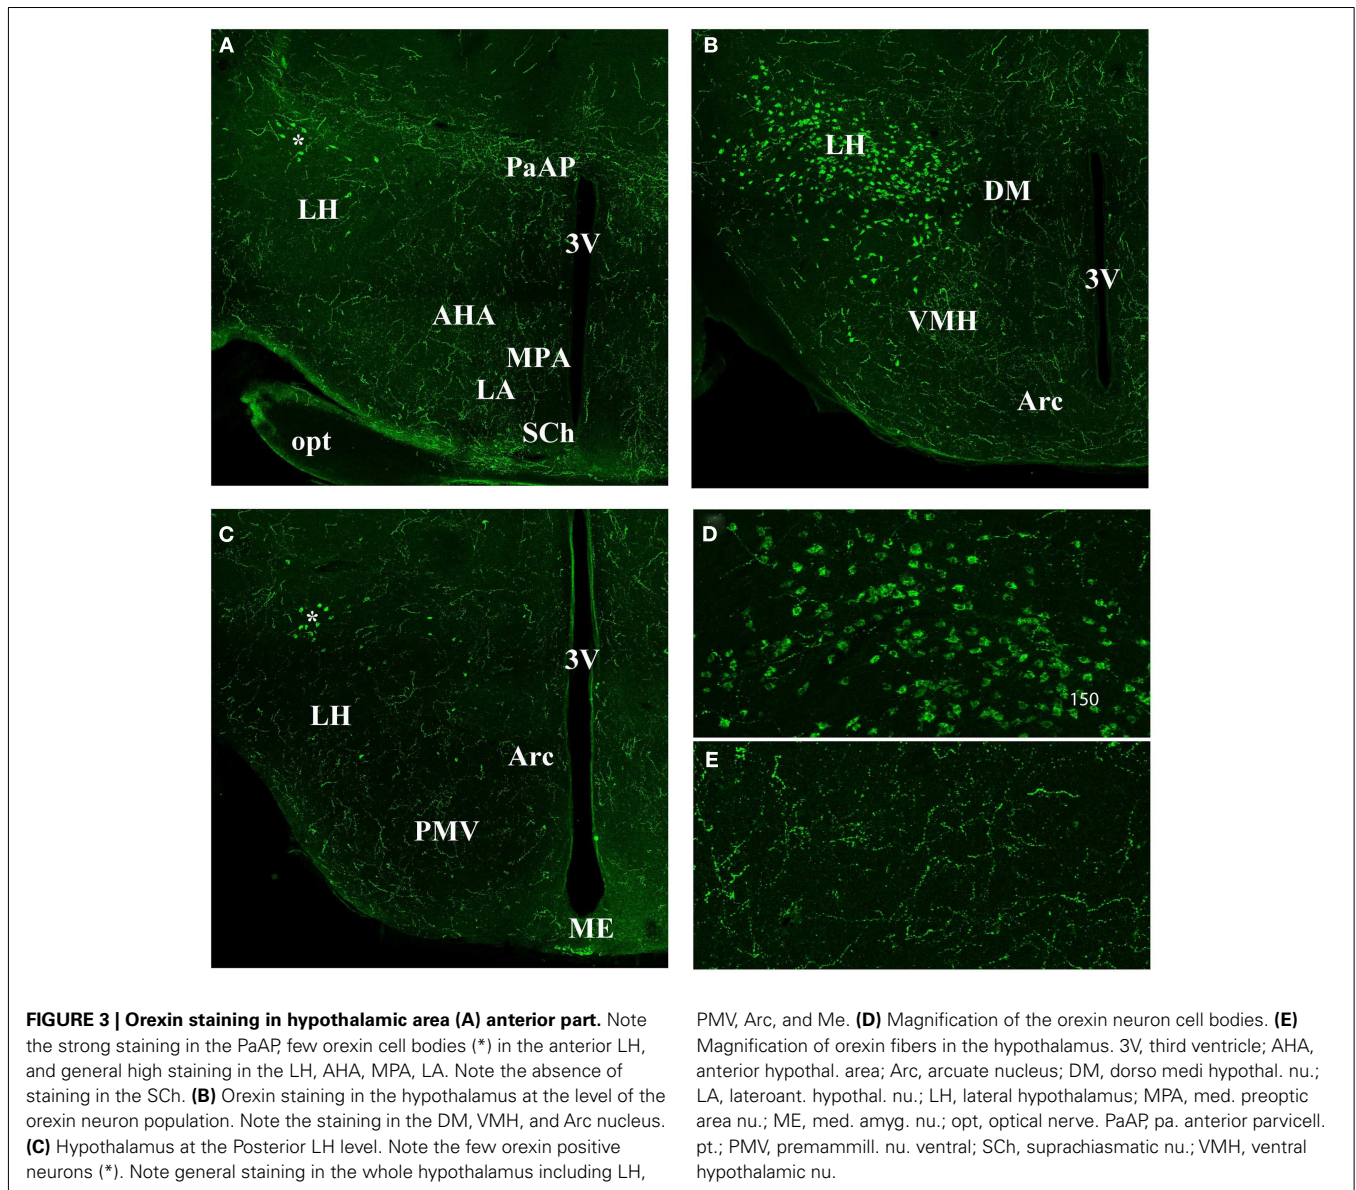 A
*
LH
PaAP
3V
AHA
MPA
LA
SCh
opt
B
LH
DM
3V
VMH
Arc
C
*
3V
LH
Arc
PMV
ME
D
150
E
FIGURE 3 | Orexin staining in hypothalamic area (A) anterior part. Note
the strong staining in the PaAP, few orexin cell bodies (*) in the anterior LH,
and general high staining in the LH, AHA, MPA, LA. Note the absence of
staining in the SCh. (B) Orexin staining in the hypothalamus at the level of the
orexin neuron population. Note the staining in the DM, VMH, and Arc nucleus.
(C) Hypothalamus at the Posterior LH level. Note the few orexin positive
neurons (*). Note general staining in the whole hypothalamus including LH,
PMV, Arc, and Me. (D) Magnification of the orexin neuron cell bodies. (E)
Magnification of orexin fibers in the hypothalamus. 3V, third ventricle; AHA,
anterior hypothal. area; Arc, arcuate nucleus; DM, dorso medi hypothal. nu.;
LA, lateroant. hypothal. nu.; LH, lateral hypothalamus; MPA, med. preoptic
area nu.; ME, med. amyg. nu.; opt, optical nerve. PaAP, pa. anterior parvicell.
pt.; PMV, premammill. nu. ventral; SCh, suprachiasmatic nu.; VMH, ventral
hypothalamic nu.